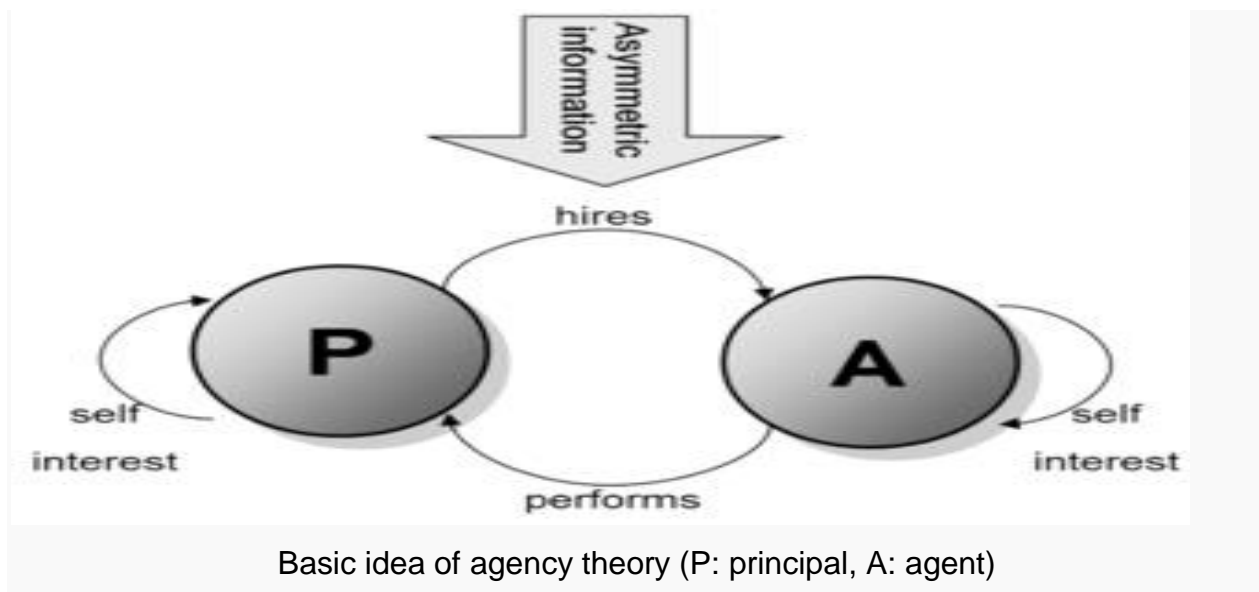 Asymmetric
information
hires
P
A
self
interest
self
interest
performs
Basic idea of agency theory (P: principal, A: agent)